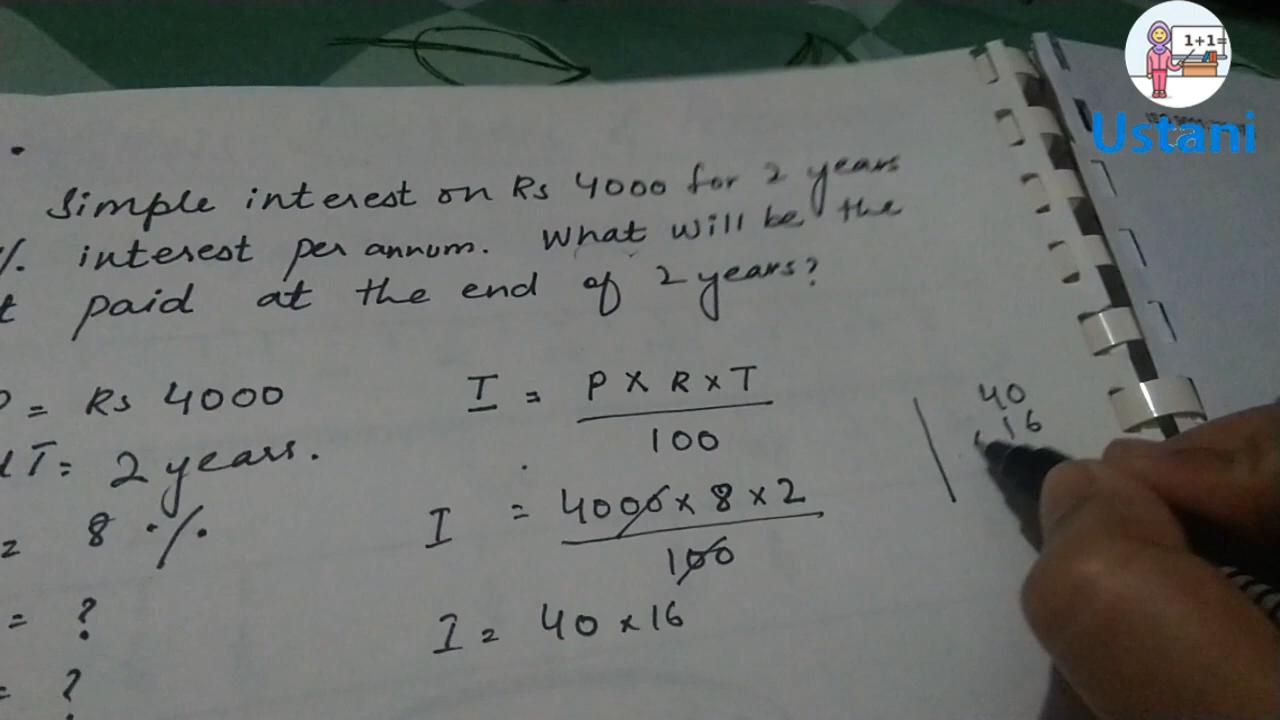 1+1=
Ustani
Simple interest on Rs 4000 for 2 years
%. interest per annum. What will be the
t paid at the end of 2 years?
P = Rs 4000
T = 2 years.
= 8 %
= ?
= ?
I = P × R × T
100
I = 4000 × 8 × 2
100
I = 40 × 16
40
16